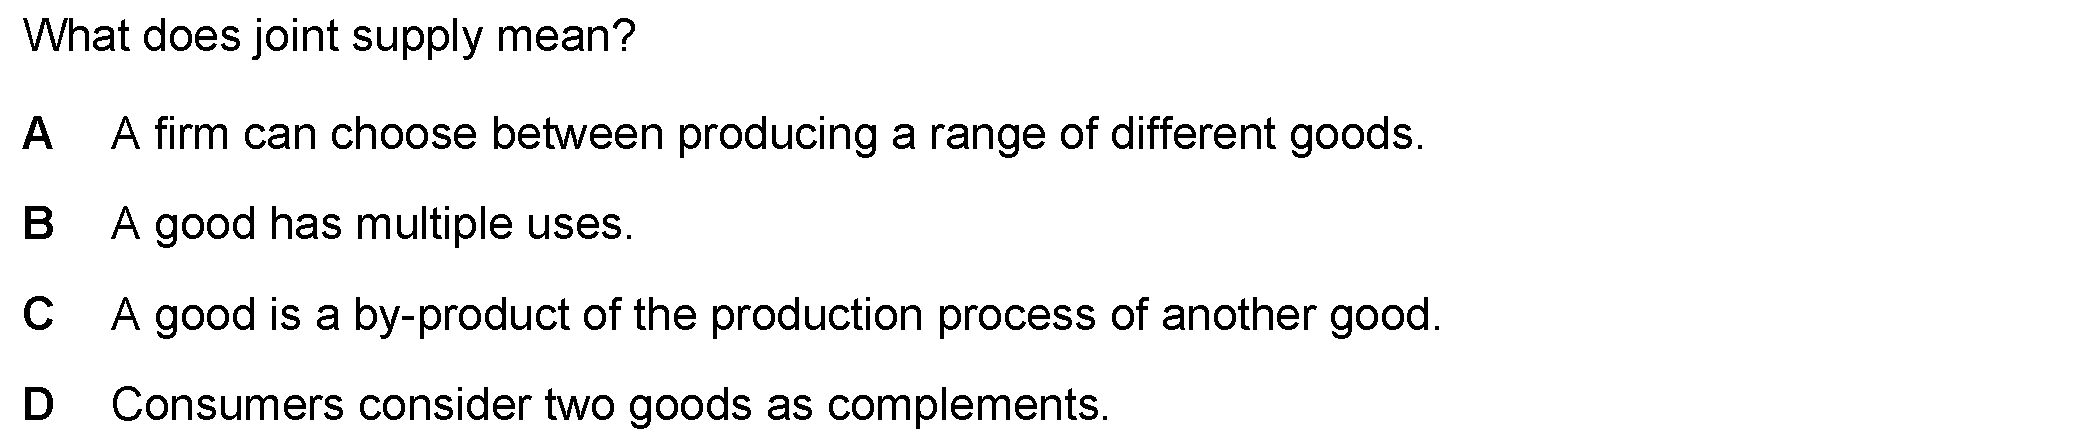 What does joint supply mean?
A A firm can choose between producing a range of different goods.
B A good has multiple uses.
C A good is a by-product of the production process of another good.
D Consumers consider two goods as complements.